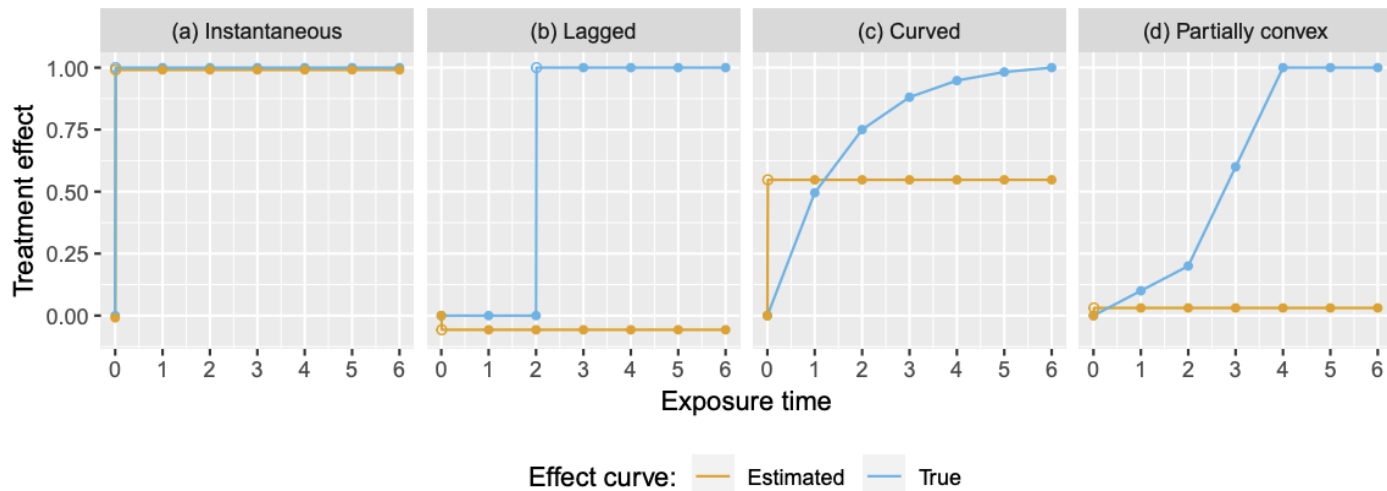 (a) Instantaneous (b) Lagged (c) Curved (d) Partially convex
Treatment effect
1.00
0.75
0.50
0.25
0.00
0 1 2 3 4 5 6 0 1 2 3 4 5 6 0 1 2 3 4 5 6 0 1 2 3 4 5 6
Exposure time
Effect curve: Estimated True